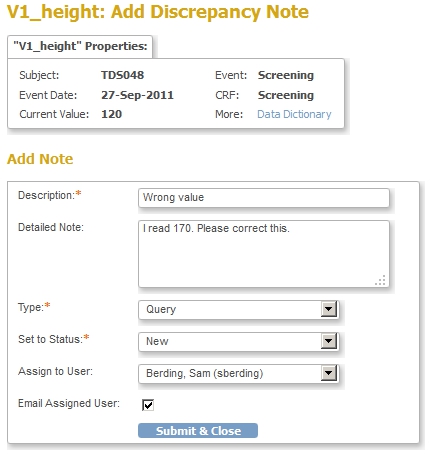 V1_height: Add Discrepancy Note
"V1_height" Properties:
Subject: TDS048 Event: Screening
Event Date: 27-Sep-2011 CRF: Screening
Current Value: 120 More: Data Dictionary
Add Note
Description:* Wrong value
Detailed Note: I read 170. Please correct this.
Type:* Query
Set to Status:* New
Assign to User: Berding, Sam (sberding)
Email Assigned User:
Submit & Close